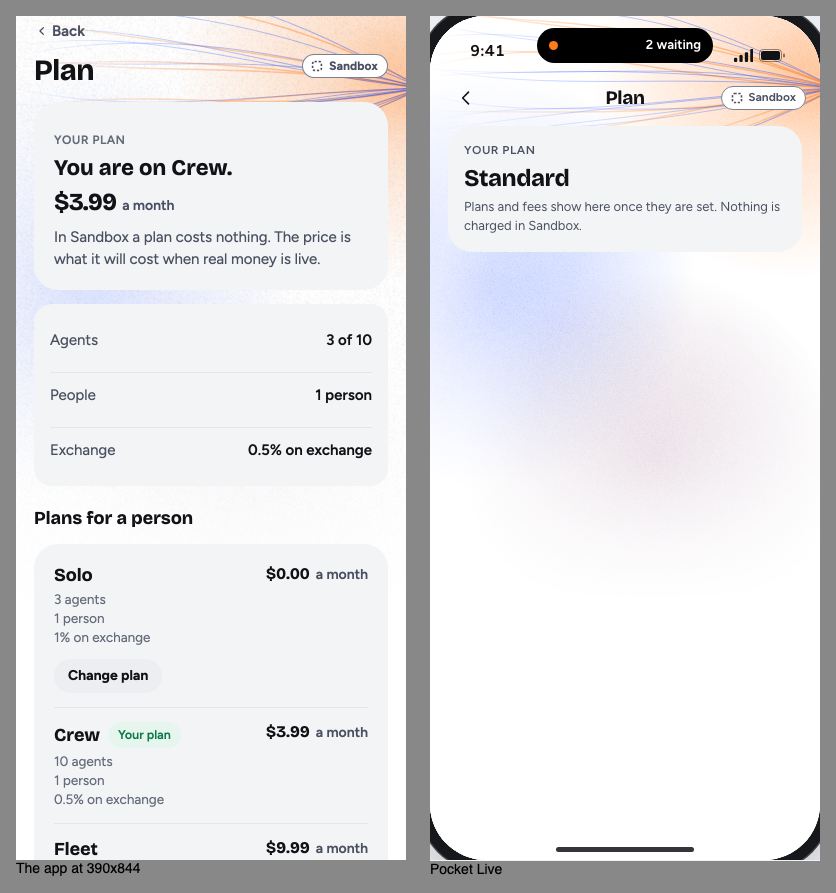 Back
Plan
Sandbox
YOUR PLAN
You are on Crew.
$3.99 a month
In Sandbox a plan costs nothing. The price is
what it will cost when real money is live.
Agents 3 of 10
People 1 person
Exchange 0.5% on exchange
Plans for a person
Solo $0.00 a month
3 agents
1 person
1% on exchange
Change plan
Crew Your plan $3.99 a month
10 agents
1 person
0.5% on exchange
Fleet $9.99 a month
The app at 390x844
9:41
2 waiting
Plan
Sandbox
YOUR PLAN
Standard
Plans and fees show here once they are set. Nothing is
charged in Sandbox.
Pocket Live